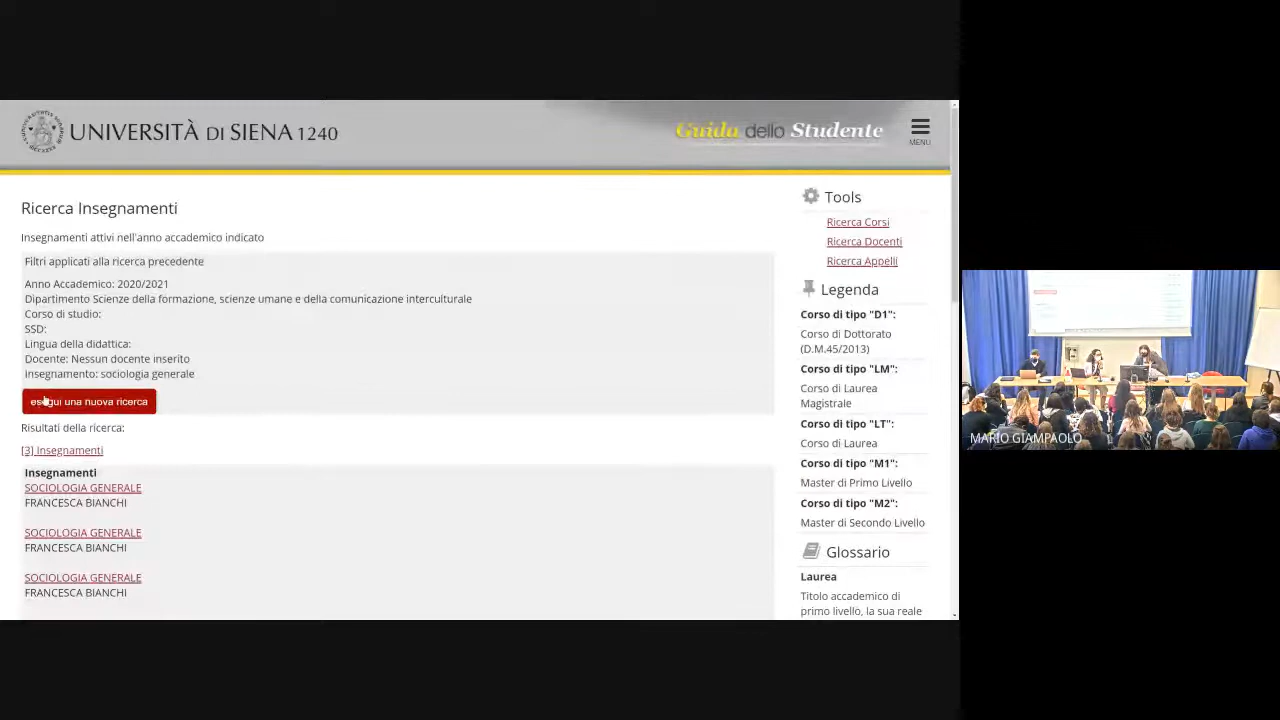 UNIVERSITÀ DI SIENA 1240
Guida dello Studente
MENU
Ricerca Insegnamenti
Insegnamenti attivi nell'anno accademico indicato
Filtri applicati alla ricerca precedente
Anno Accademico: 2020/2021
Dipartimento Scienze della formazione, scienze umane e della comunicazione interculturale
Corso di studio:
SSD:
Lingua della didattica:
Docente: Nessun docente inserito
insegnamento: sociologia generale
esegui una nuova ricerca
Risultati della ricerca:
[3] Insegnamenti
Insegnamenti
SOCIOLOGIA GENERALE
FRANCESCA BIANCHI
SOCIOLOGIA GENERALE
FRANCESCA BIANCHI
SOCIOLOGIA GENERALE
FRANCESCA BIANCHI
Tools
Ricerca Corsi
Ricerca Docenti
Ricerca Appelli
Legenda
Corso di tipo "D1":
Corso di Dottorato
(D.M.45/2013)
Corso di tipo "LM":
Corso di Laurea
Magistrale
Corso di tipo "LT":
Corso di Laurea
Corso di tipo "M1":
Master di Primo Livello
Corso di tipo "M2":
Master di Secondo Livello
Glossario
Laurea
Titolo accademico di
primo livello, la sua reale
MARIO GIAMPAOLO